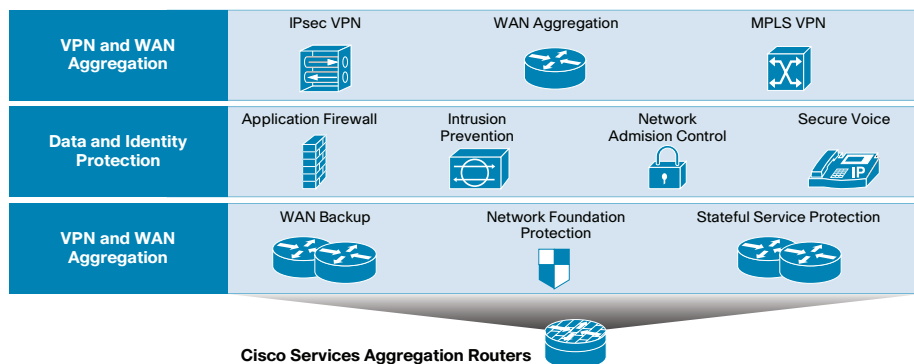 VPN and WAN
Aggregation
IPsec VPN
WAN Aggregation
MPLS VPN
Data and Identity
Protection
Application Firewall
Intrusion
Prevention
Network
Admision Control
Secure Voice
IP
VPN and WAN
Aggregation
WAN Backup
Network Foundation
Protection
Stateful Service Protection
Cisco Services Aggregation Routers